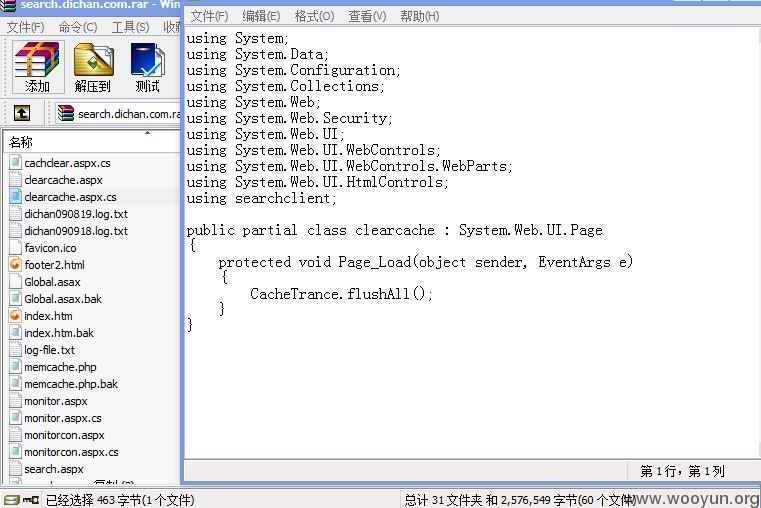 search.dichan.com.rar - Win
文件(F) 命令(C) 工具(S) 收藏
添加 解压到 测试
search.dichan.com.ra
名称
cachdear.aspx.cs
clearcache.aspx
clearcache.aspx.cs
dichan090819.log.txt
dichan090918.log.txt
favicon.ico
footer2.html
Global.asax
Global.asax.bak
index.htm
index.htm.bak
log-file.txt
memcache.php
memcache.php.bak
monitor.aspx
monitor.aspx.cs
monitorcon.aspx
monitorcon.aspx.cs
search.aspx
已经选择 463 字节(1 个文件)
总计 31 文件夹 和 2,576,549 字节(60 个文件)
文件(F) 编辑(E) 格式(O) 查看(V) 帮助(H)
using System;
using System.Data;
using System.Configuration;
using System.Collections;
using System.Web;
using System.Web.Security;
using System.Web.UI;
using System.Web.UI.WebControls;
using System.Web.UI.WebControls.WebParts;
using System.Web.UI.HtmlControls;
using searchclient;
public partial class clearcache : System.Web.UI.Page
{
protected void Page_Load(object sender, EventArgs e)
{
CacheTrance.flushAll();
}
}
第 1 行，第 1 列
www.wooyun.org